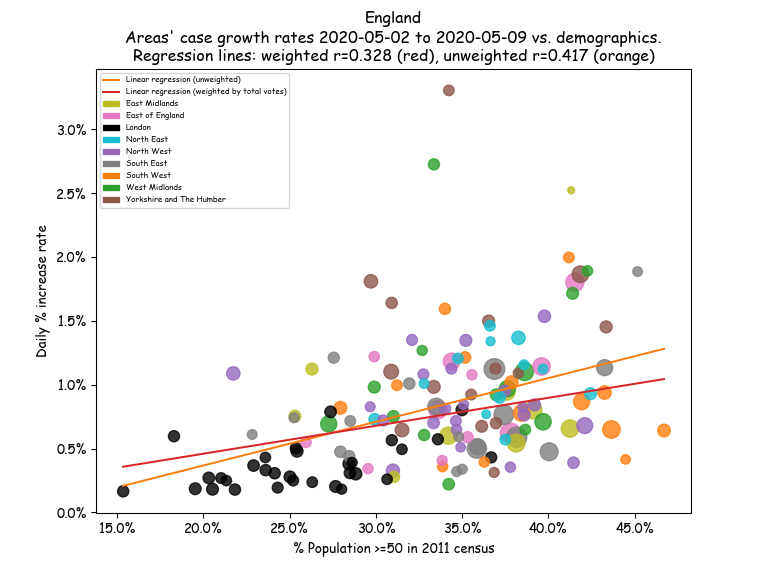 England
Areas' case growth rates 2020-05-02 to 2020-05-09 vs. demographics.
Regression lines: weighted r=0.328 (red), unweighted r=0.417 (orange)
Linear regression (unweighted)
Linear regression (weighted by total votes)
East Midlands
East of England
London
North East
North West
South East
South West
West Midlands
Yorkshire and The Humber
Daily % increase rate
3.0%
2.5%
2.0%
1.5%
1.0%
0.5%
0.0%
15.0% 20.0% 25.0% 30.0% 35.0% 40.0% 45.0%
% Population >=50 in 2011 census